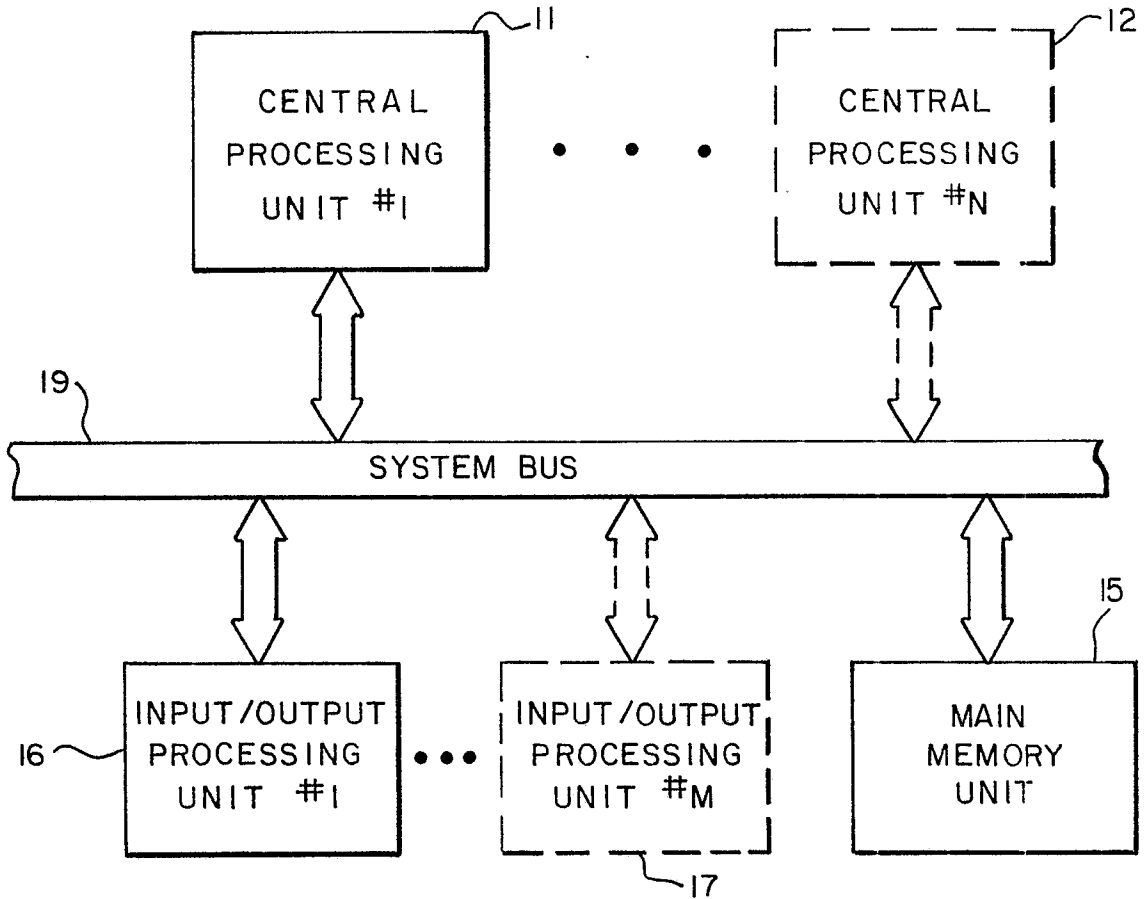 11
12
CENTRAL
PROCESSING
UNIT #1
CENTRAL
PROCESSING
UNIT #N
19
SYSTEM BUS
15
16
INPUT/OUTPUT
PROCESSING
UNIT #1
INPUT/OUTPUT
PROCESSING
UNIT #M
MAIN
MEMORY
UNIT
17